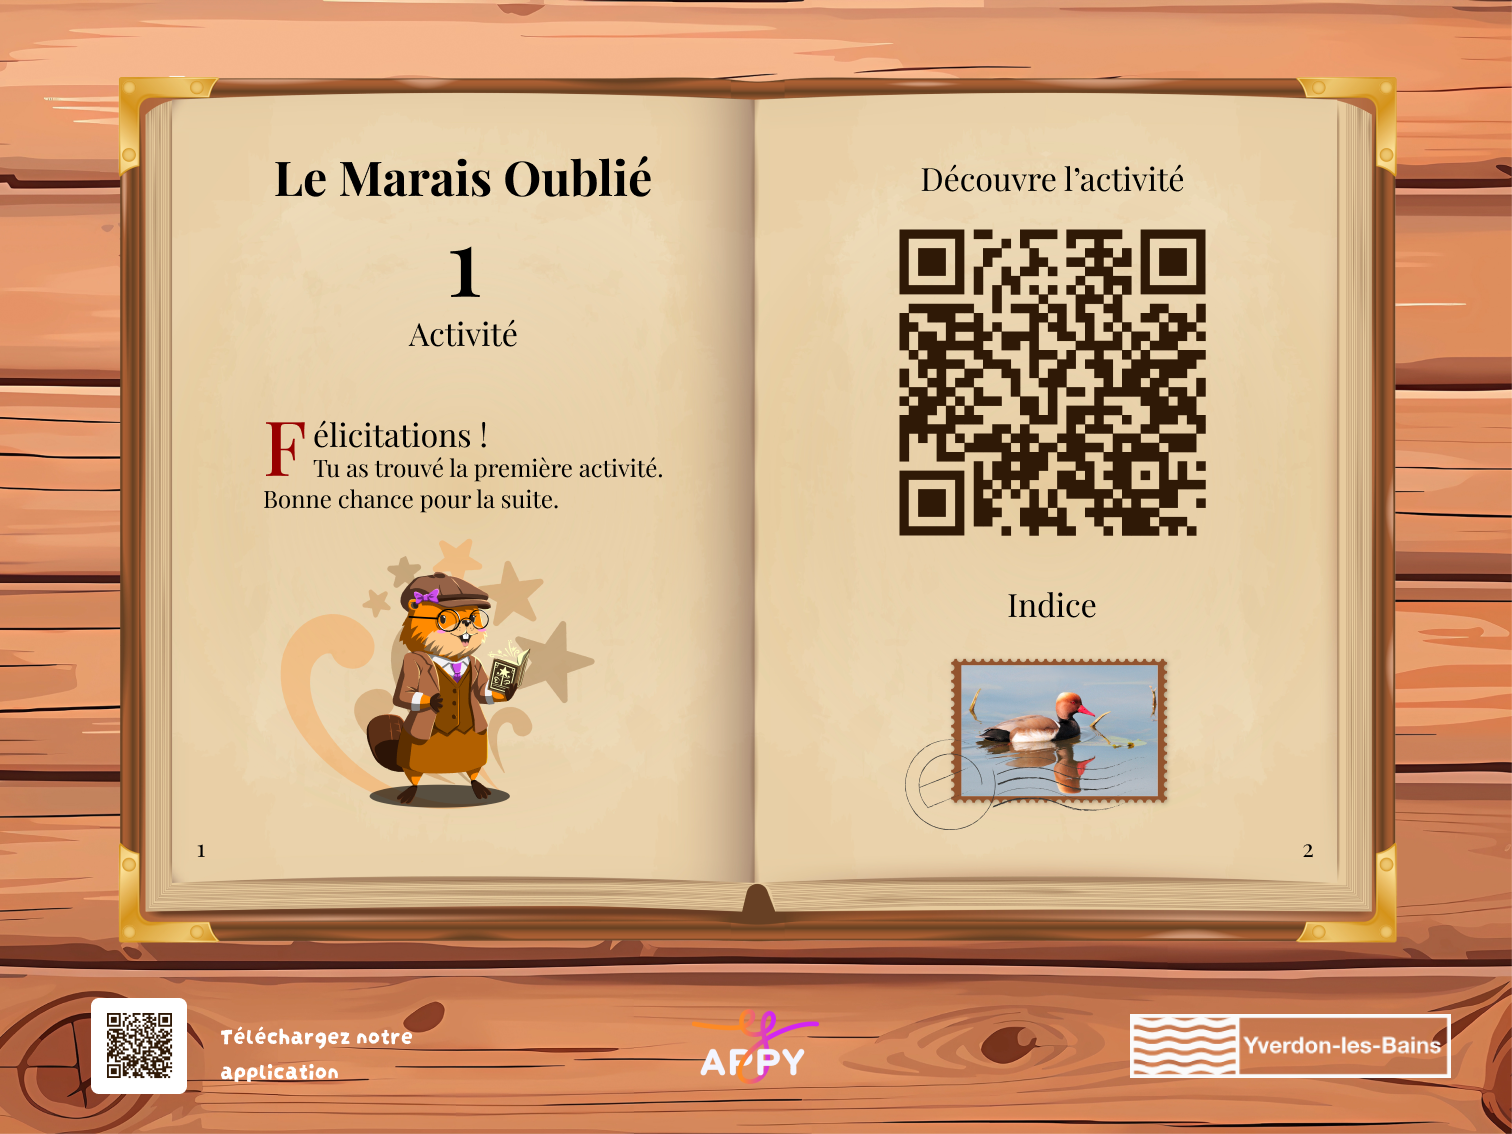 Le Marais Oublié
1
Activité
Félicitations !
Tu as trouvé la première activité.
Bonne chance pour la suite.
1
Découvre l’activité
Indice
2
Téléchargez notre
application
APPY
Yverdon-les-Bains